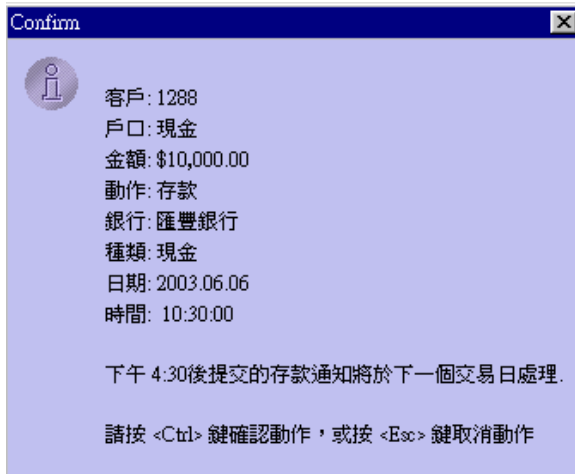 Confirm
客戶: 1288
戶口: 現金
金額: $10,000.00
動作: 存款
銀行: 匯豐銀行
種類: 現金
日期: 2003.06.06
時間: 10:30:00
下午 4:30後提交的存款通知將於下一個交易日處理.
請按 <Ctrl> 鍵確認動作，或按 <Esc> 鍵取消動作